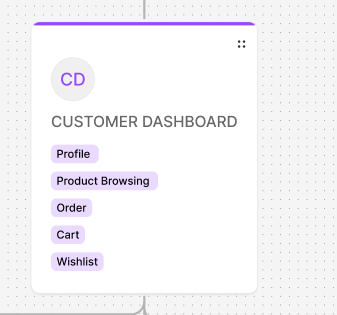 CD
CUSTOMER DASHBOARD
Profile
Product Browsing
Order
Cart
Wishlist